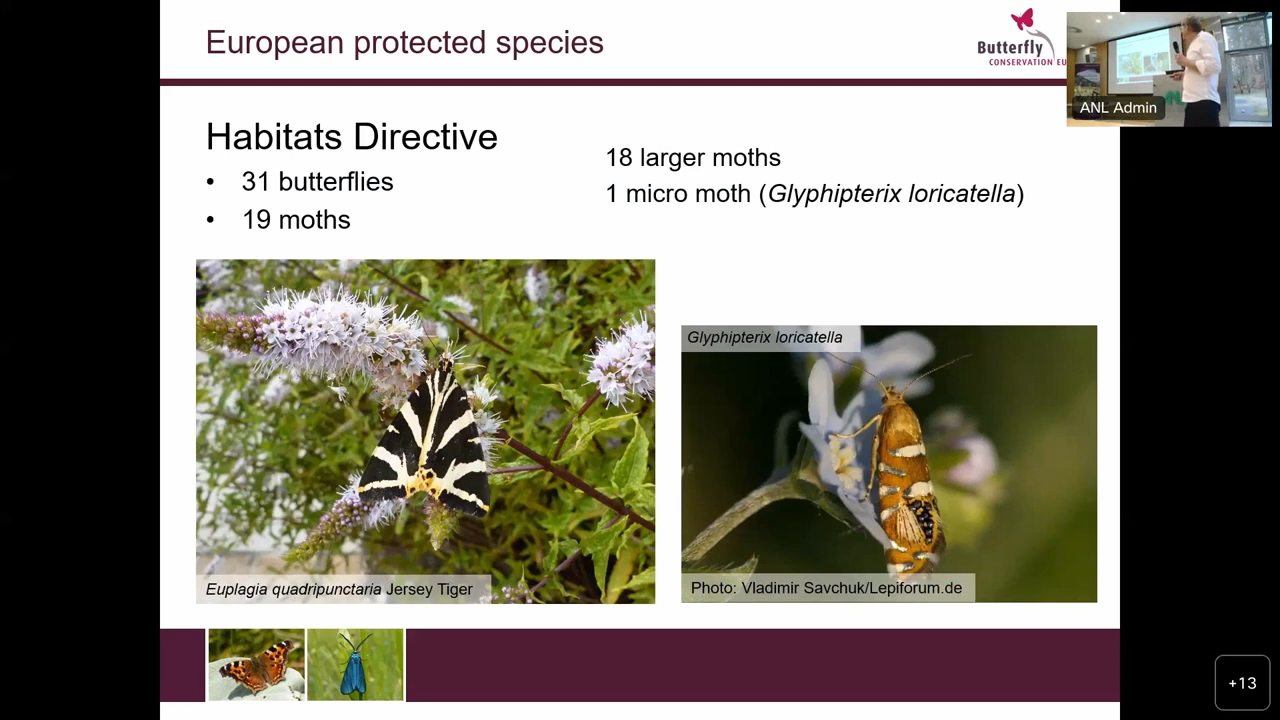 European protected species
Butterfly
CONSERVATION EU
ANL Admin
Habitats Directive
• 31 butterflies
• 19 moths
18 larger moths
1 micro moth (Glyphipterix loricatella)
Glyphipterix loricatella
Euplagia quadripunctaria Jersey Tiger
Photo: Vladimir Savchuk/Lepiforum.de
+13